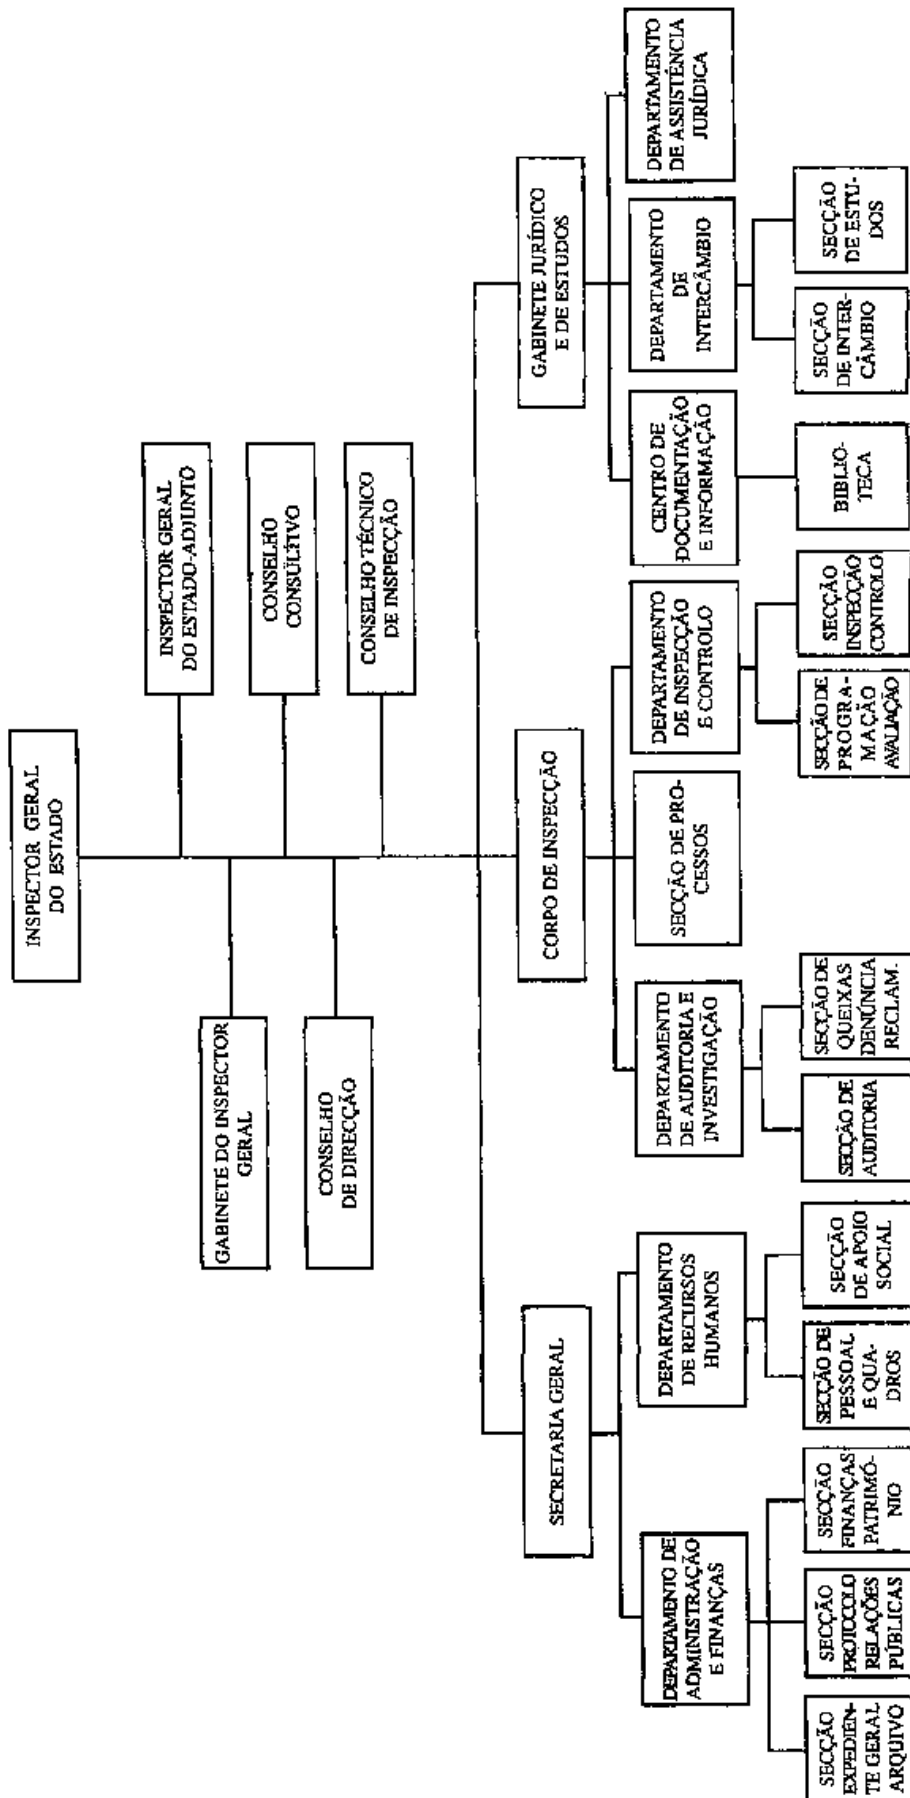 INSPECTOR GERAL
DO ESTADO
INSPECTOR GERAL
DO ESTADO-ADJUNTO
GABINETE DO INSPECTOR
GERAL
CONSELHO
CONSULTIVO
CONSELHO
DE DIRECÇÃO
CONSELHO TÉCNICO
DE INSPECÇÃO
SECRETARIA GERAL
CORPO DE INSPECÇÃO
GABINETE JURÍDICO
E DE ESTUDOS
DEPARTAMENTO DE
ADMINISTRAÇÃO
E FINANÇAS
DEPARTAMENTO
DE RECURSOS
HUMANOS
DEPARTAMENTO
DE AUDITORIA E
INVESTIGAÇÃO
SECÇÃO DE PRO-
CESSOS
DEPARTAMENTO
DE INSPECÇÃO
E CONTROLO
CENTRO DE
DOCUMENTAÇÃO
E INFORMAÇÃO
DEPARTAMENTO
DE
INTERCÂMBIO
DEPARTAMENTO
DE ASSISTÊNCIA
JURÍDICA
SECÇÃO
EXPEDIÊN-
TE GERAL
ARQUIVO
SECÇÃO
PROTOCOLO
RELAÇÕES
PÚBLICAS
SECÇÃO
FINANÇAS
PATRIMÓ-
NIO
SECÇÃO DE
PESSOAL
E QUA-
DROS
SECÇÃO
DE APOIO
SOCIAL
SECÇÃO DE
AUDITORIA
SECÇÃO DE
QUEIXAS
DENÚNCIA
RECLAM.
SECÇÃO DE
PROGRA-
MAÇÃO
AVALIAÇÃO
SECÇÃO
INSPECÇÃO
CONTROLO
BIBLIO-
TECA
SECÇÃO
DE INTER-
CÂMBIO
SECÇÃO
DE ESTU-
DOS